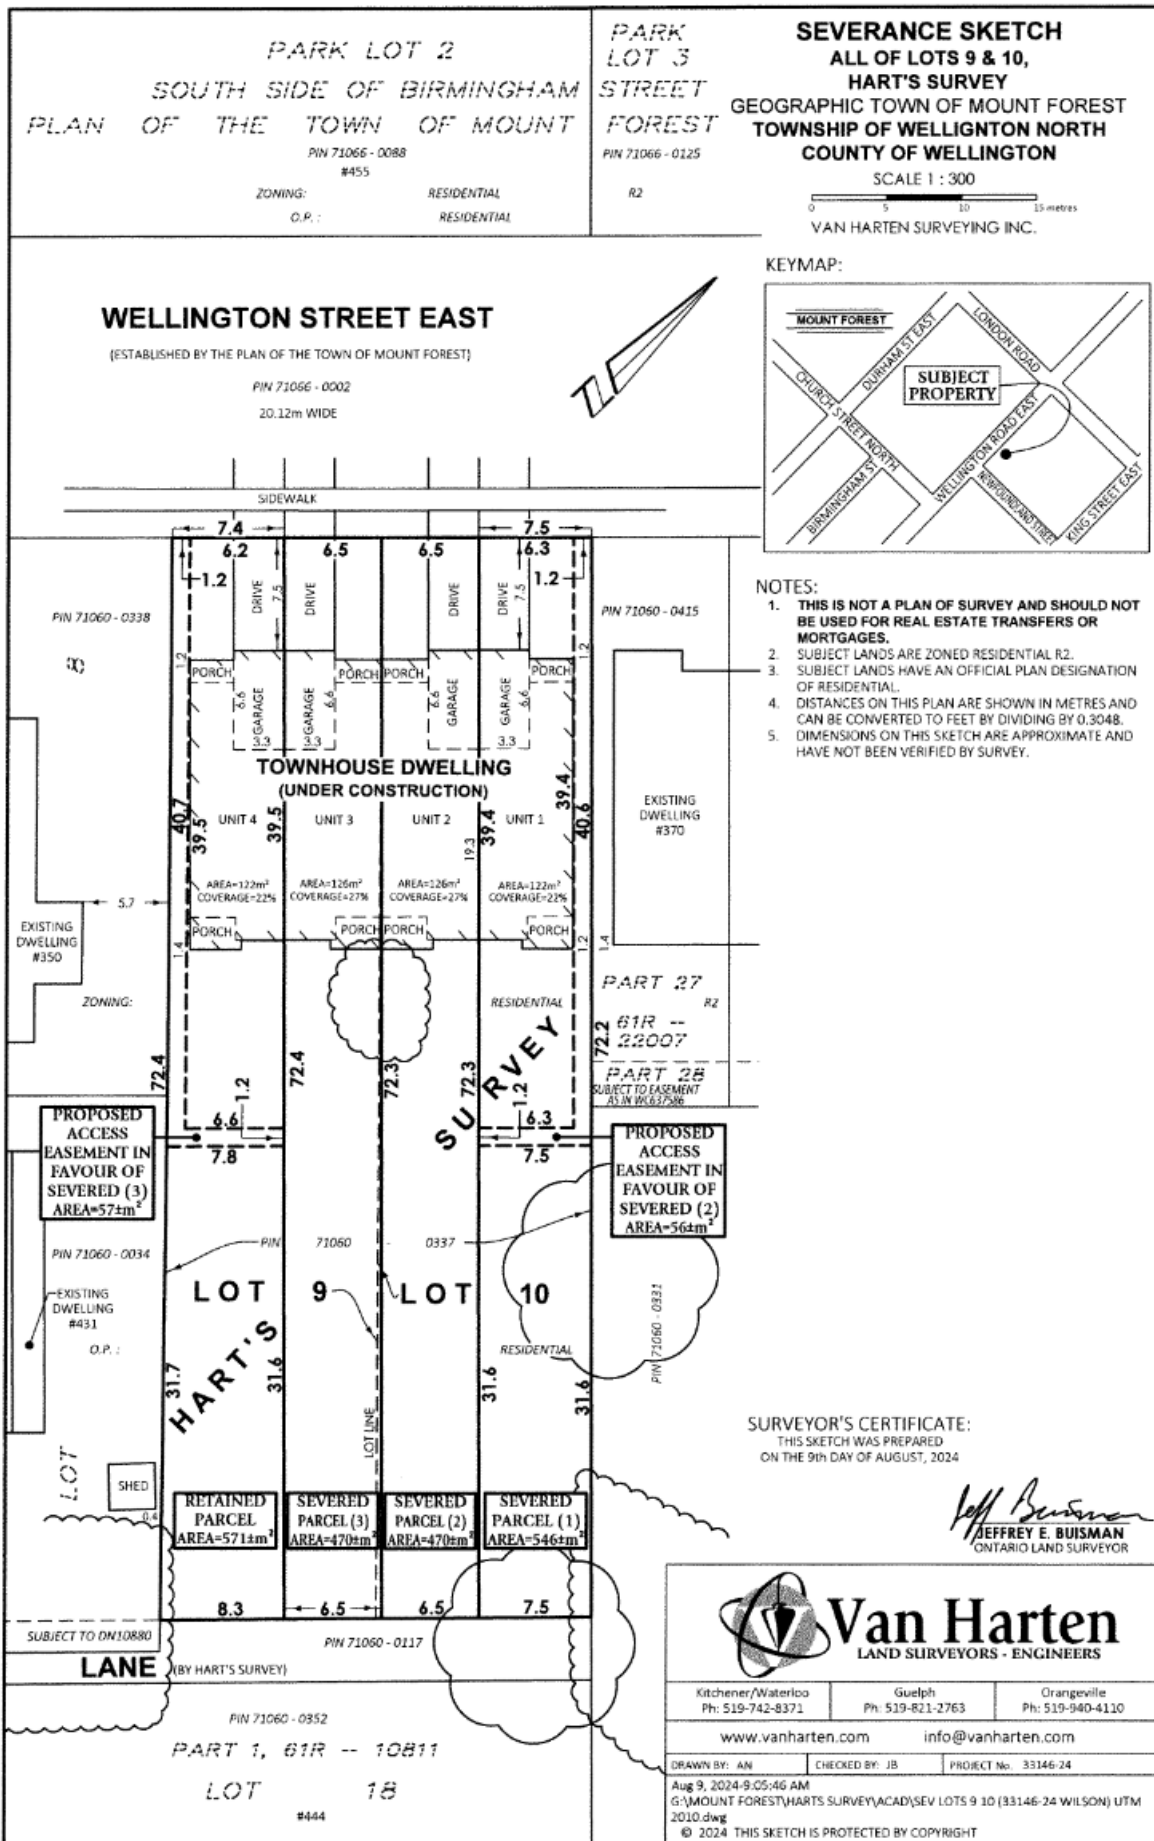 PARK LOT 2
SOUTH SIDE OF BIRMINGHAM
PLAN OF THE TOWN OF MOUNT
PIN 71066 - 0088
#455
ZONING: RESIDENTIAL
O.P. : RESIDENTIAL
PARK
LOT 3
STREET
FOREST
PIN 71066 - 0125
R2
SEVERANCE SKETCH
ALL OF LOTS 9 & 10,
HART'S SURVEY
GEOGRAPHIC TOWN OF MOUNT FOREST
TOWNSHIP OF WELLIGNTON NORTH
COUNTY OF WELLINGTON
SCALE 1 : 300
0 5 10 15 metres
VAN HARTEN SURVEYING INC.
KEYMAP:
MOUNT FOREST
DURHAM ST EAST
LONDON ROAD
SUBJECT
PROPERTY
CHURCH STREET NORTH
WELLINGTON ROAD EAST
BIRMINGHAM ST
NEWFOUNDLAND STREET
KING STREET EAST
WELLINGTON STREET EAST
(ESTABLISHED BY THE PLAN OF THE TOWN OF MOUNT FOREST)
PIN 71066 - 0002
20.12m WIDE
SIDEWALK
7.4 7.5
6.2 6.5 6.5 6.3
1.2 1.2
DRIVE 7.5 DRIVE DRIVE DRIVE 7.5
PIN 71060 - 0338
PIN 71060 - 0415
8
1.2 1.2
PORCH PORCH PORCH PORCH
6.6 GARAGE GARAGE 6.6 6.6 GARAGE GARAGE 6.6
3.3 3.3 3.3
TOWNHOUSE DWELLING
(UNDER CONSTRUCTION)
40.7 39.5 39.5 39.4 39.4 40.6
UNIT 4 UNIT 3 UNIT 2 UNIT 1
19.3
AREA=122m² AREA=126m² AREA=126m² AREA=122m²
COVERAGE=22% COVERAGE=27% COVERAGE=27% COVERAGE=22%
EXISTING
DWELLING
#370
5.7
PORCH PORCH PORCH PORCH
1.4 1.2 1.4
EXISTING
DWELLING
#350
ZONING: RESIDENTIAL R2
PART 27
61R -- 22007
PART 28
SUBJECT TO EASEMENT
AS IN WC637586
72.4 72.4 72.3 72.3 72.2
1.2 1.2
6.6 6.3
7.8 7.5
PROPOSED
ACCESS
EASEMENT IN
FAVOUR OF
SEVERED (3)
AREA=57±m²
PROPOSED
ACCESS
EASEMENT IN
FAVOUR OF
SEVERED (2)
AREA=56±m²
PIN 71060 - 0337
PIN 71060 - 0034
PIN 71060 - 0331
LOT 9 LOT 10
HART'S SURVEY
EXISTING
DWELLING
#431
O.P. : RESIDENTIAL
31.7 31.6 31.6 31.6
LOT LINE
LOT
SHED
0.4
RETAINED
PARCEL
AREA=571±m²
SEVERED
PARCEL (3)
AREA=470±m²
SEVERED
PARCEL (2)
AREA=470±m²
SEVERED
PARCEL (1)
AREA=546±m²
8.3 6.5 6.5 7.5
SUBJECT TO DN10880
PIN 71060 - 0117
LANE (BY HART'S SURVEY)
PIN 71060 - 0352
PART 1, 61R -- 10811
LOT 18
#444
NOTES:
1. THIS IS NOT A PLAN OF SURVEY AND SHOULD NOT
BE USED FOR REAL ESTATE TRANSFERS OR
MORTGAGES.
2. SUBJECT LANDS ARE ZONED RESIDENTIAL R2.
3. SUBJECT LANDS HAVE AN OFFICIAL PLAN DESIGNATION
OF RESIDENTIAL.
4. DISTANCES ON THIS PLAN ARE SHOWN IN METRES AND
CAN BE CONVERTED TO FEET BY DIVIDING BY 0.3048.
5. DIMENSIONS ON THIS SKETCH ARE APPROXIMATE AND
HAVE NOT BEEN VERIFIED BY SURVEY.
SURVEYOR'S CERTIFICATE:
THIS SKETCH WAS PREPARED
ON THE 9th DAY OF AUGUST, 2024
Jeff Buisman
JEFFREY E. BUISMAN
ONTARIO LAND SURVEYOR
Van Harten
LAND SURVEYORS - ENGINEERS
Kitchener/Waterloo Guelph Orangeville
Ph: 519-742-8371 Ph: 519-821-2763 Ph: 519-940-4110
www.vanharten.com info@vanharten.com
DRAWN BY: AN CHECKED BY: JB PROJECT No. 33146-24
Aug 9, 2024-9:05:46 AM
G:\MOUNT FOREST\HARTS SURVEY\ACAD\SEV LOTS 9 10 (33146-24 WILSON) UTM
2010.dwg
© 2024 THIS SKETCH IS PROTECTED BY COPYRIGHT